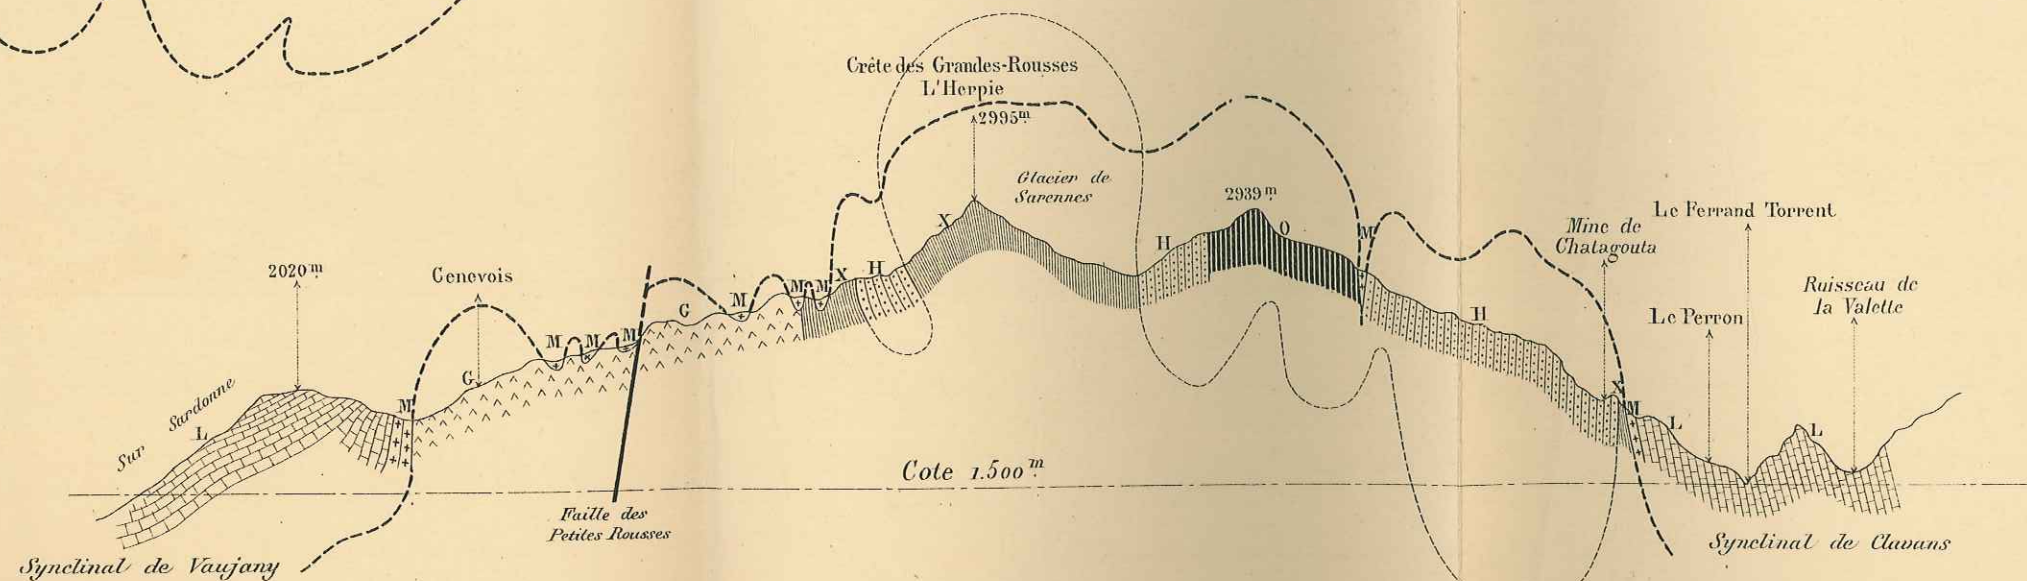 Crête des Grandes-Rousses
L'Herpie
2995m
Glacier de
Sarennes
X
2939m
H
O
M
Le Ferrand Torrent
Mine de
Chatagouta
Ruisseau de
la Valette
Le Perron
2020m
Genevois
G
M
M M
X
H
M M M
G
H
Sur Sardonne
L
M
X
M
L
L
Cote 1.500m
Faille des
Petites Rousses
Synclinal de Vaujany
Synclinal de Clavans